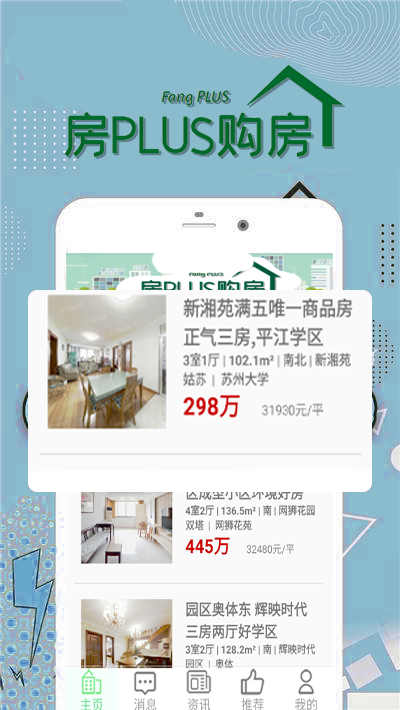 Fang PLUS
房PLUS购房
Fang PLUS
房PLUS购房
新湘苑满五唯一商品房
正气三房,平江学区
3室1厅 | 102.1m² | 南北 | 新湘苑
姑苏 | 苏州大学
298万 31930元/平
区成型小区环境好房
4室2厅 | 136.5m² | 南 | 网狮花园
双塔 | 网狮花苑
445万 32480元/平
园区奥体东 辉映时代
三房两厅好学区
3室2厅 | 128.2m² | 南 | 辉映时代
园区 | 奥体
主页 消息 资讯 推荐 我的